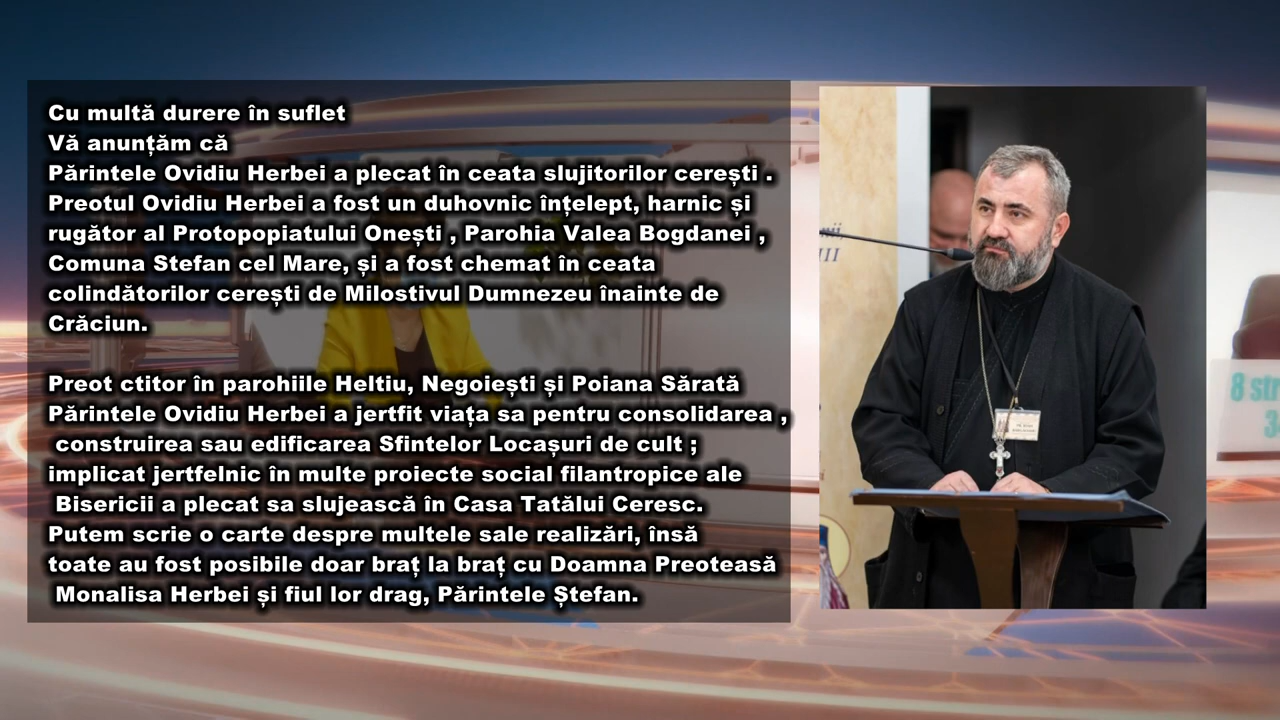 Cu multă durere în suflet
Vă anunțăm că
Părintele Ovidiu Herbei a plecat în ceata slujitorilor cerești .
Preotul Ovidiu Herbei a fost un duhovnic înțelept, harnic și
rugător al Protopopiatului Onești , Parohia Valea Bogdanei ,
Comuna Stefan cel Mare, și a fost chemat în ceata
colindătorilor cerești de Milostivul Dumnezeu înainte de
Crăciun.
Preot ctitor în parohiile Heltiu, Negoiești și Poiana Sărată
Părintele Ovidiu Herbei a jertfit viața sa pentru consolidarea ,
construirea sau edificarea Sfintelor Locașuri de cult ;
implicat jertfelnic în multe proiecte social filantropice ale
Bisericii a plecat sa slujească în Casa Tatălui Ceresc.
Putem scrie o carte despre multele sale realizări, însă
toate au fost posibile doar braț la braț cu Doamna Preoteasă
Monalisa Herbei și fiul lor drag, Părintele Ștefan.
III
8 str
3